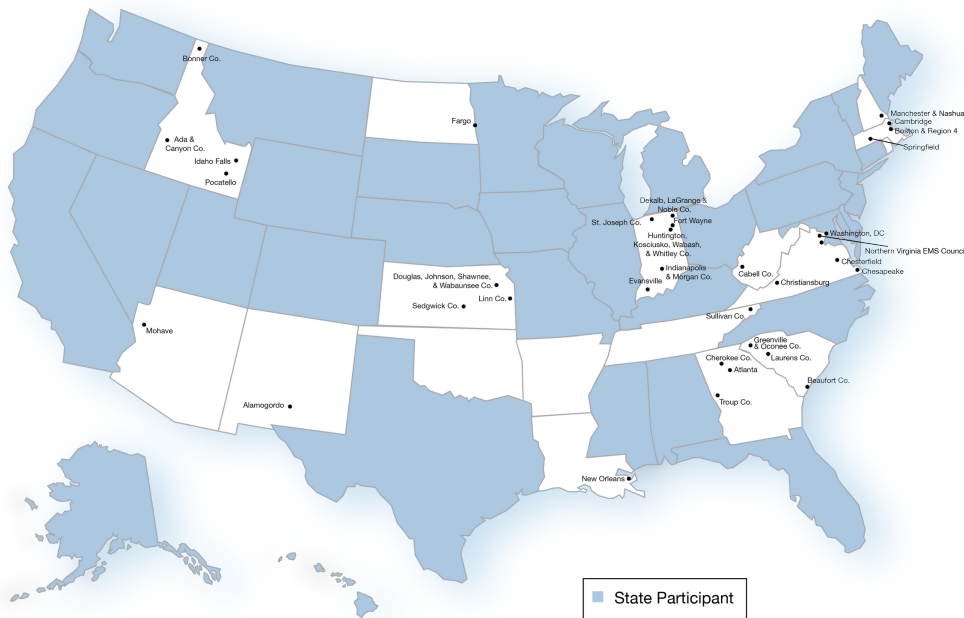 Bonner Co.
Ada &
Canyon Co.
Idaho Falls
Pocatello
Fargo
Manchester & Nashua
Cambridge
Boston & Region 4
Springfield
Dekalb, LaGrange &
Noble Co.
St. Joseph Co.
Fort Wayne
Huntington,
Kosciusko, Wabash,
& Whitley Co.
Indianapolis
& Morgan Co.
Evansville
Washington, DC
Northern Virginia EMS Counci
Chesterfield
Chesapeake
Cabell Co.
Christiansburg
Douglas, Johnson, Shawnee,
& Wabaunsee Co.
Linn Co.
Sedgwick Co.
Mohave
Alamogordo
Sullivan Co.
Greenville
& Oconee Co.
Laurens Co.
Cherokee Co.
Atlanta
Beaufort Co.
Troup Co.
New Orleans
State Participant